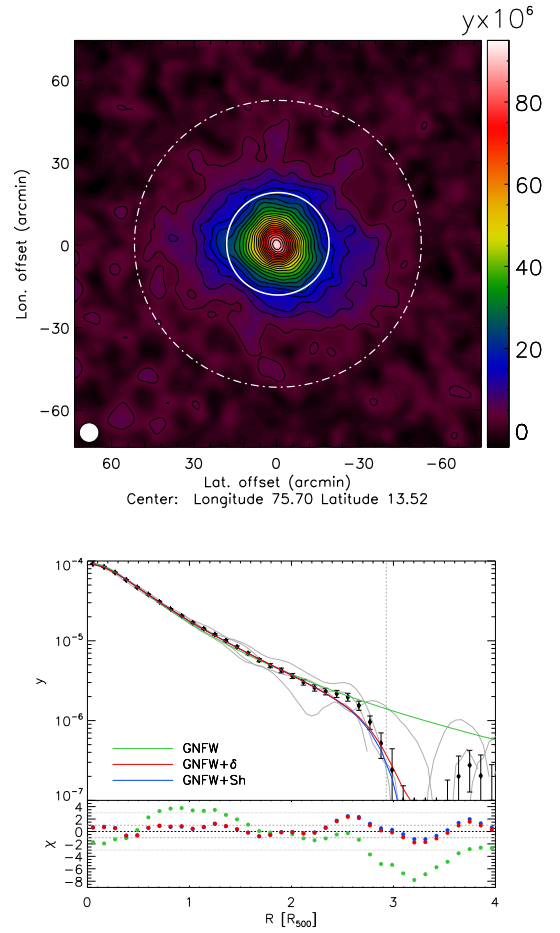 y×10⁶
80
60
40
20
0
60
30
0
−30
−60
Lon. offset (arcmin)
60 30 0 −30 −60
Lat. offset (arcmin)
Center: Longitude 75.70 Latitude 13.52
10⁻⁴
10⁻⁵
10⁻⁶
10⁻⁷
y
GNFW
GNFW+δ
GNFW+Sh
4
2
0
−2
−4
−8
χ
0 1 2 3 4
R [R₅₀₀]